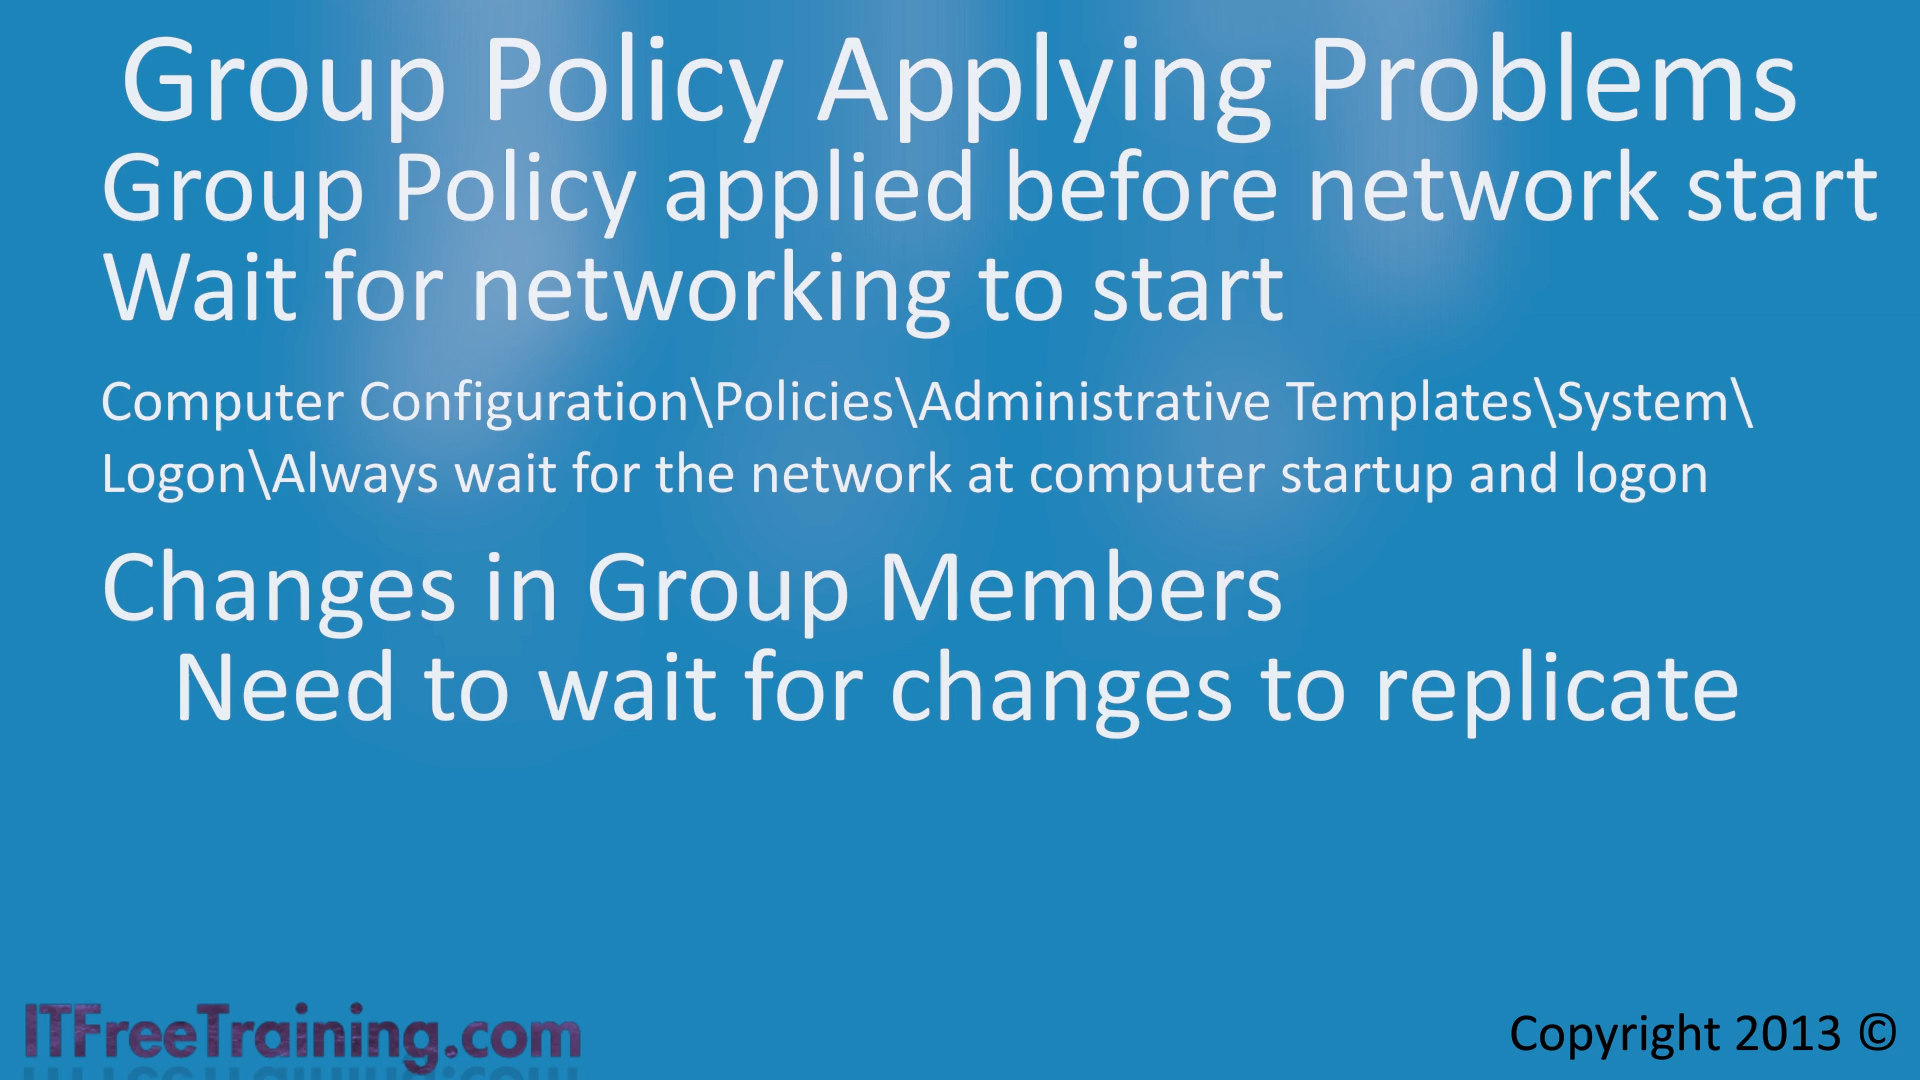 Group Policy Applying Problems
Group Policy applied before network start
Wait for networking to start
Computer Configuration\Policies\Administrative Templates\System\
Logon\Always wait for the network at computer startup and logon
Changes in Group Members
Need to wait for changes to replicate
ITFreeTraining.com
Copyright 2013 ©